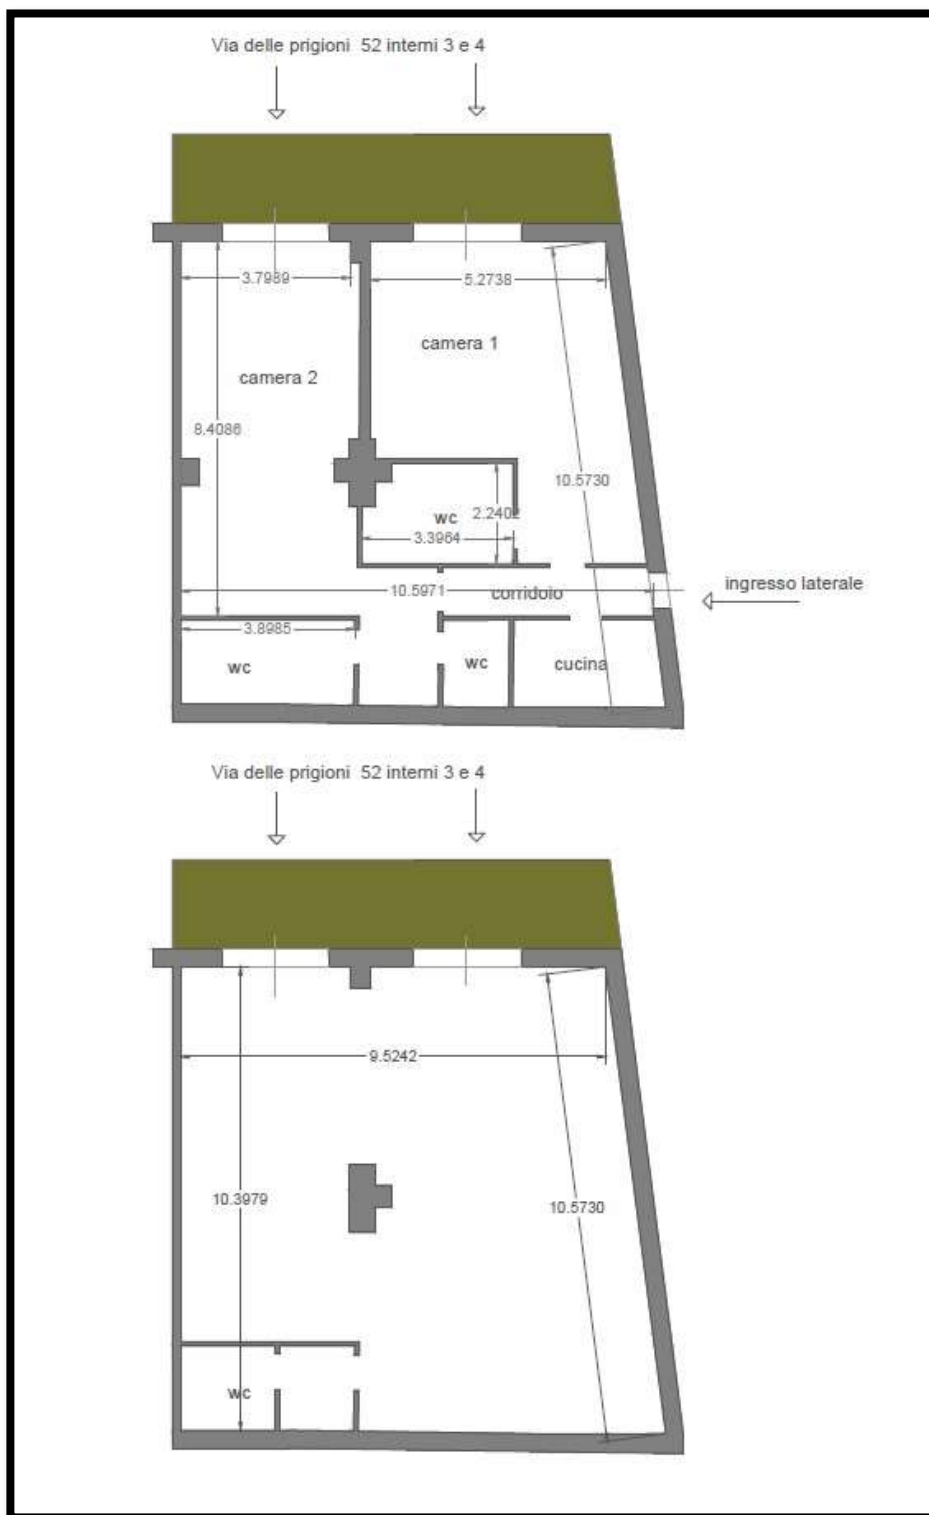 Via delle prigioni 52 interni 3 e 4
3.7989
5.2738
camera 1
camera 2
8.4086
10.5730
wc
2.2402
3.3964
10.5971
corridoio
ingresso laterale
3.8985
wc
wc
cucina
Via delle prigioni 52 interni 3 e 4
9.5242
10.3979
10.5730
wc